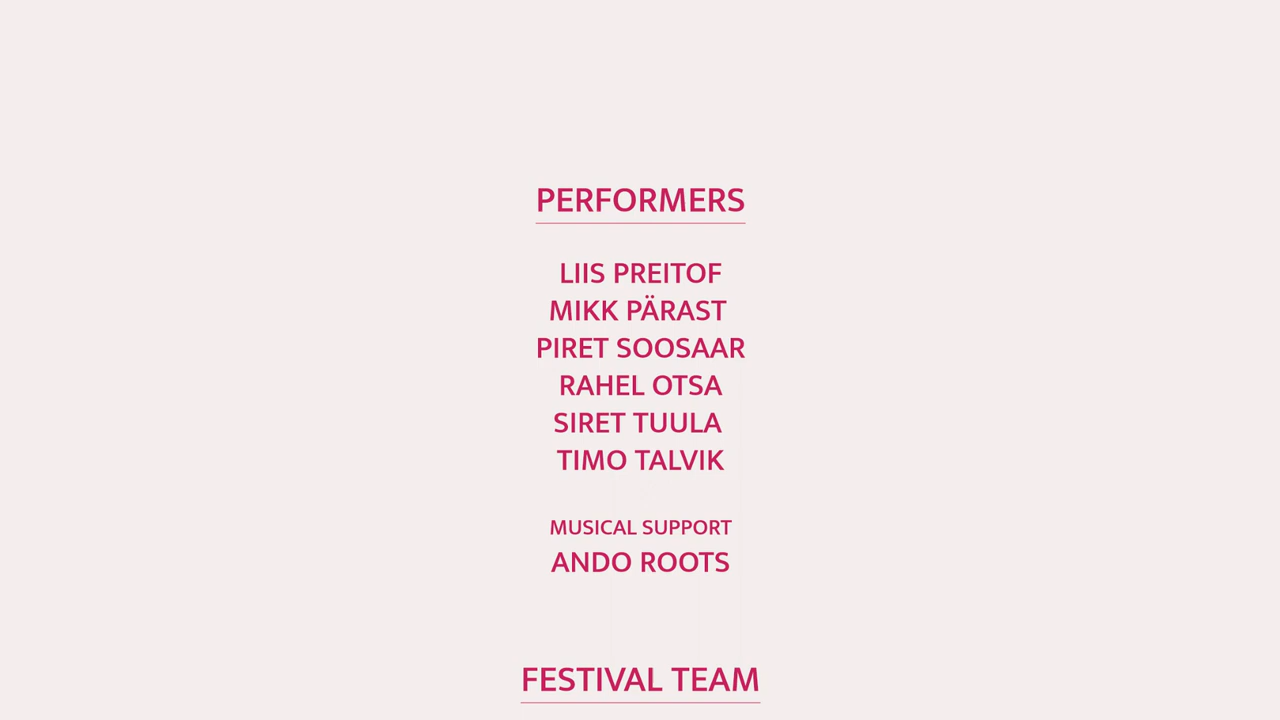 PERFORMERS
LIIS PREITOF
MIKK PÄRAST
PIRET SOOSAAR
RAHEL OTSA
SIRET TUULA
TIMO TALVIK
MUSICAL SUPPORT
ANDO ROOTS
FESTIVAL TEAM